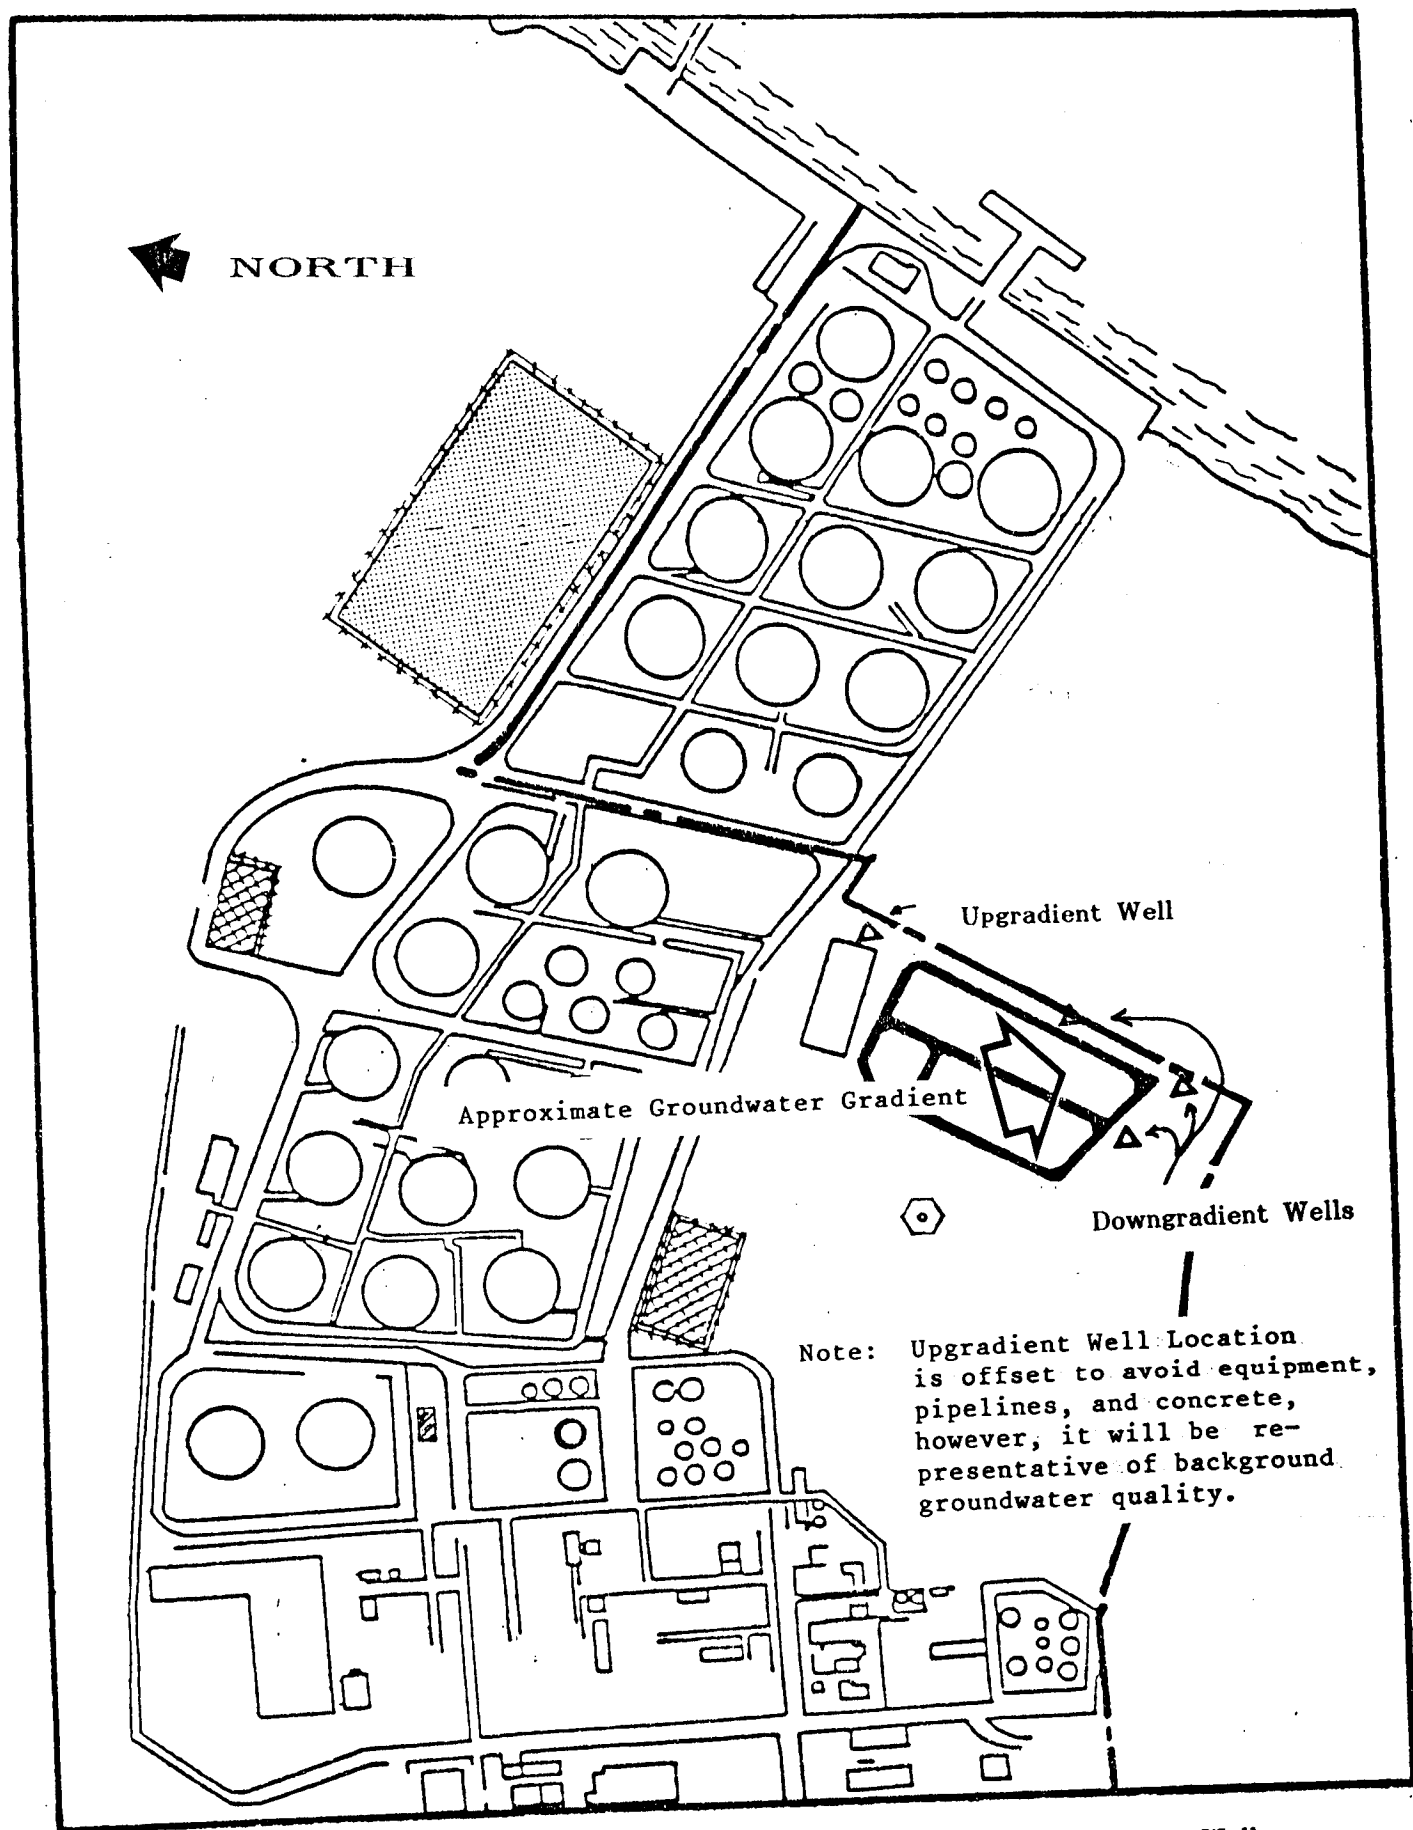 NORTH
Upgradient Well
Approximate Groundwater Gradient
Downgradient Wells
Note: Upgradient Well Location
is offset to avoid equipment,
pipelines, and concrete,
however, it will be re-
presentative of background
groundwater quality.